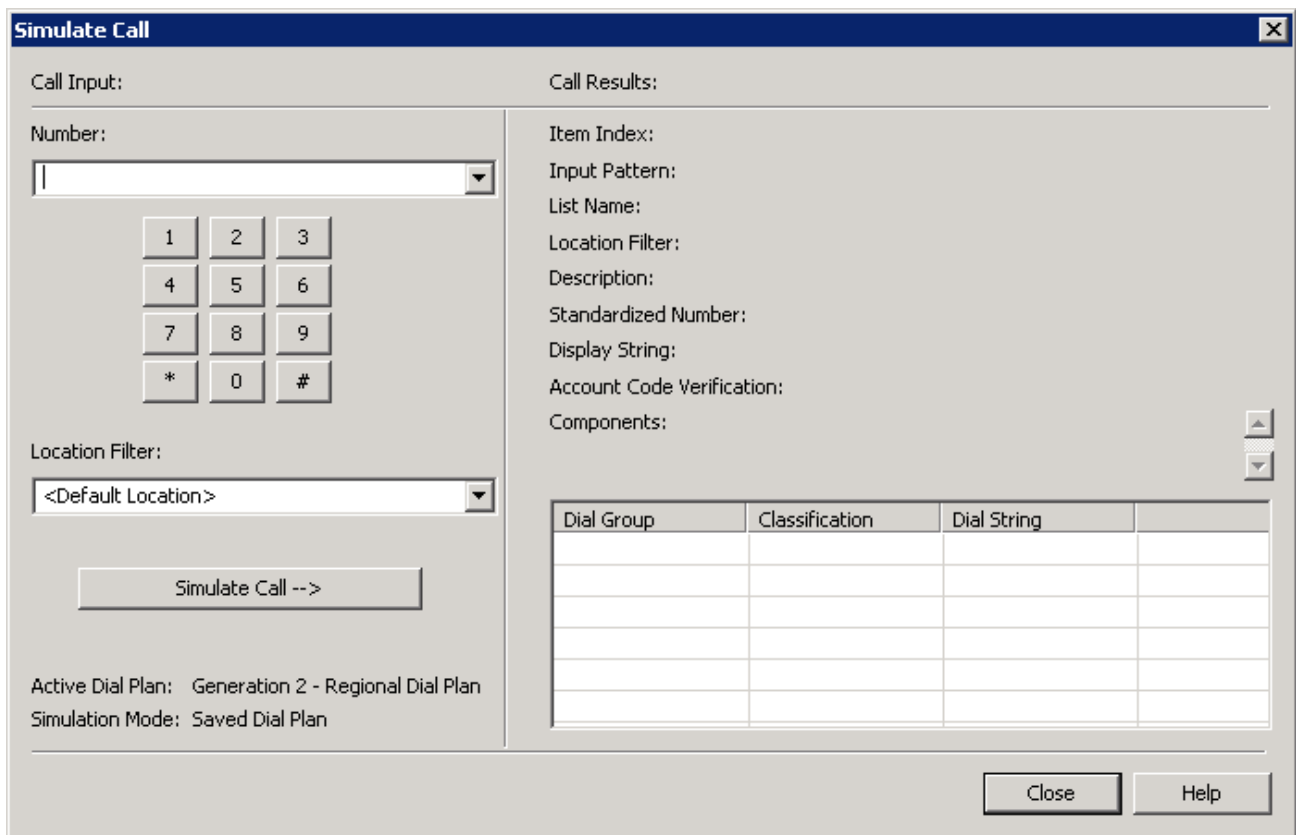 Simulate Call
Call Input:
Number:
1 2 3
4 5 6
7 8 9
* 0 #
Location Filter:
<Default Location>
Simulate Call -->
Active Dial Plan: Generation 2 - Regional Dial Plan
Simulation Mode: Saved Dial Plan
Call Results:
Item Index:
Input Pattern:
List Name:
Location Filter:
Description:
Standardized Number:
Display String:
Account Code Verification:
Components:
Dial Group Classification Dial String
Close Help